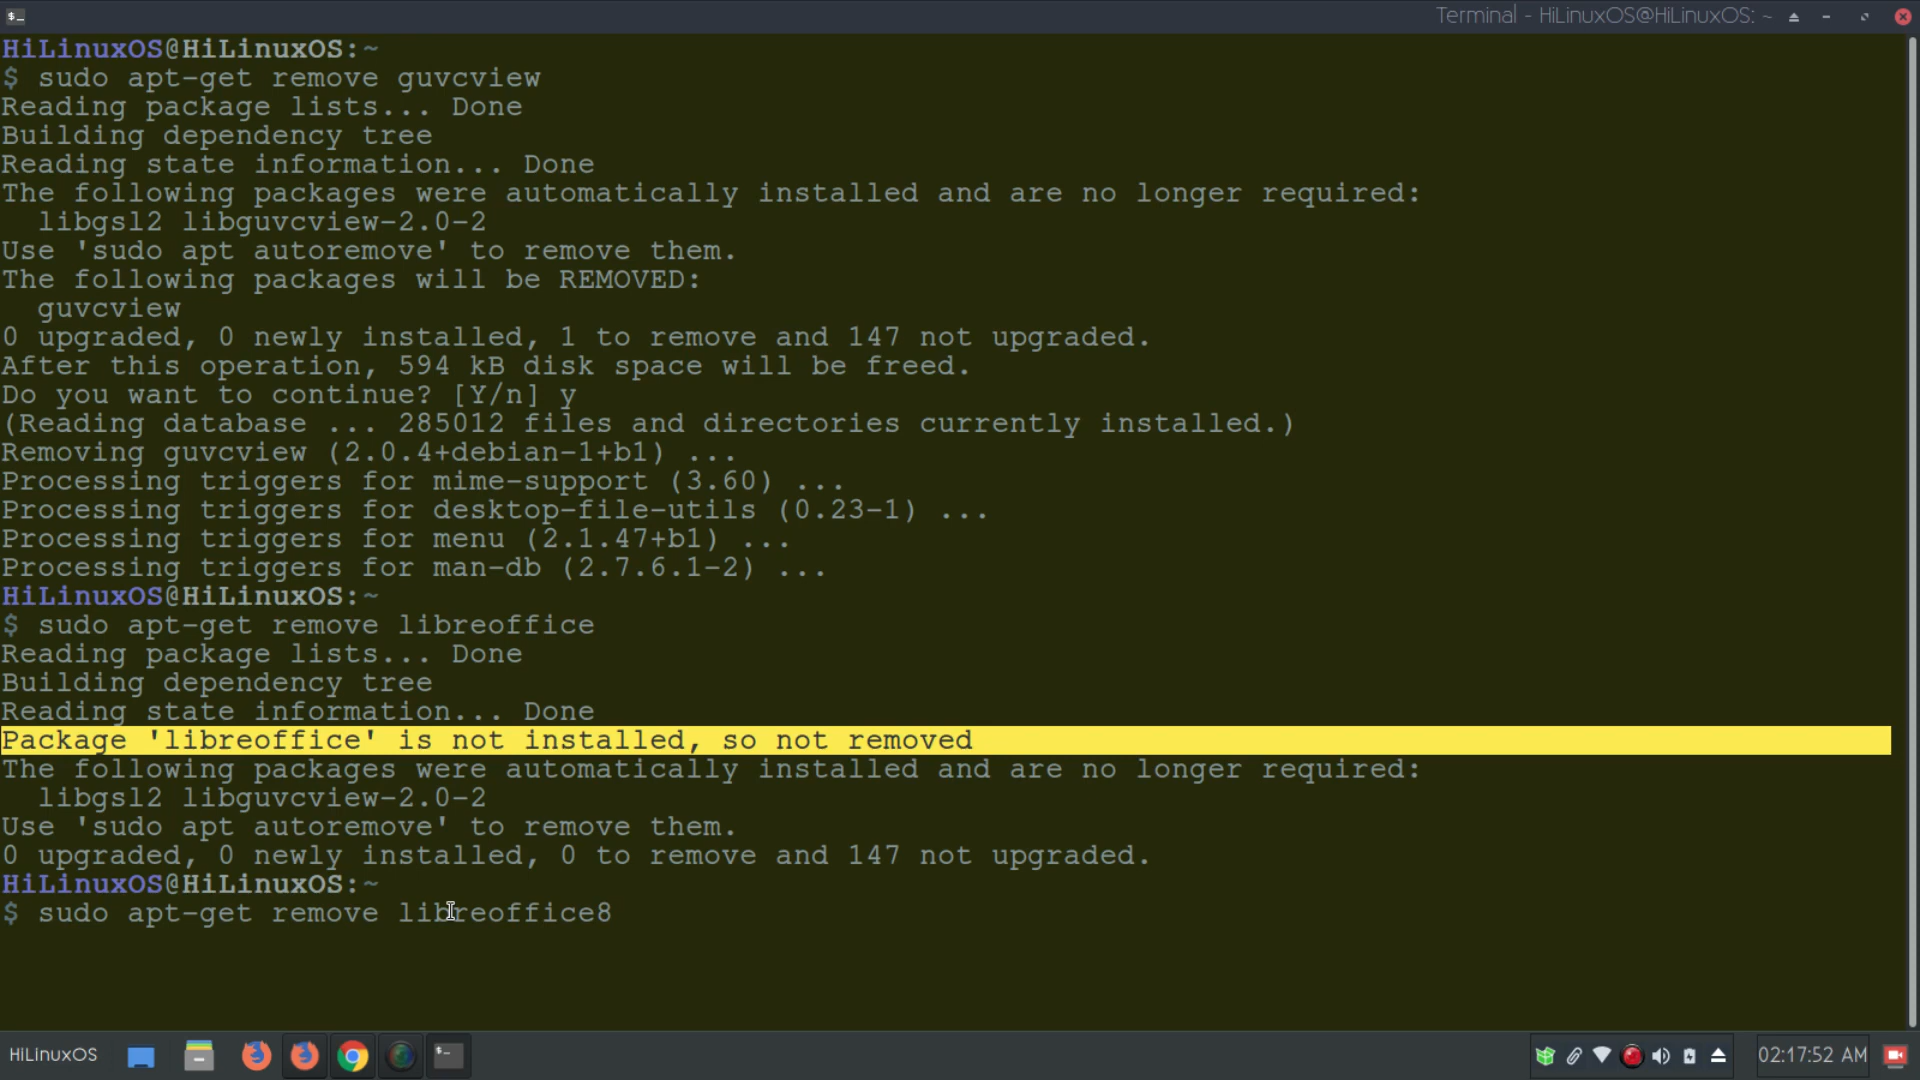 Terminal - HiLinuxOS@HiLinuxOS: ~
HiLinuxOS@HiLinuxOS:~
$ sudo apt-get remove guvcview
Reading package lists... Done
Building dependency tree
Reading state information... Done
The following packages were automatically installed and are no longer required:
  libgsl2 libguvcview-2.0-2
Use 'sudo apt autoremove' to remove them.
The following packages will be REMOVED:
  guvcview
0 upgraded, 0 newly installed, 1 to remove and 147 not upgraded.
After this operation, 594 kB disk space will be freed.
Do you want to continue? [Y/n] y
(Reading database ... 285012 files and directories currently installed.)
Removing guvcview (2.0.4+debian-1+b1) ...
Processing triggers for mime-support (3.60) ...
Processing triggers for desktop-file-utils (0.23-1) ...
Processing triggers for menu (2.1.47+b1) ...
Processing triggers for man-db (2.7.6.1-2) ...
HiLinuxOS@HiLinuxOS:~
$ sudo apt-get remove libreoffice
Reading package lists... Done
Building dependency tree
Reading state information... Done
Package 'libreoffice' is not installed, so not removed
The following packages were automatically installed and are no longer required:
  libgsl2 libguvcview-2.0-2
Use 'sudo apt autoremove' to remove them.
0 upgraded, 0 newly installed, 0 to remove and 147 not upgraded.
HiLinuxOS@HiLinuxOS:~
$ sudo apt-get remove libreoffice8
HiLinuxOS
02:17:52 AM